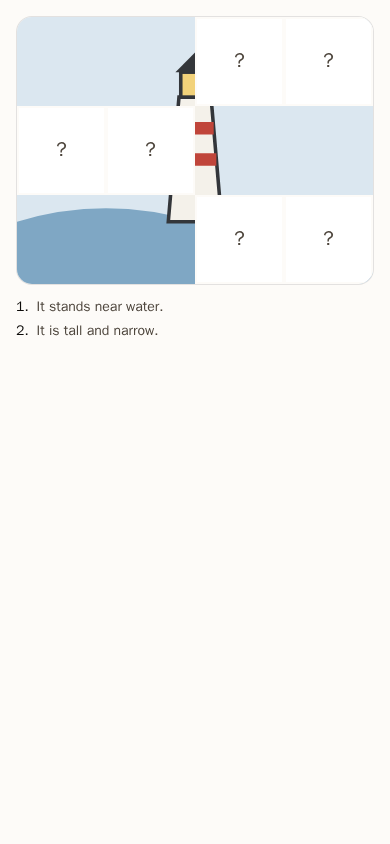 ? ?
? ?
? ?
1. It stands near water.
2. It is tall and narrow.